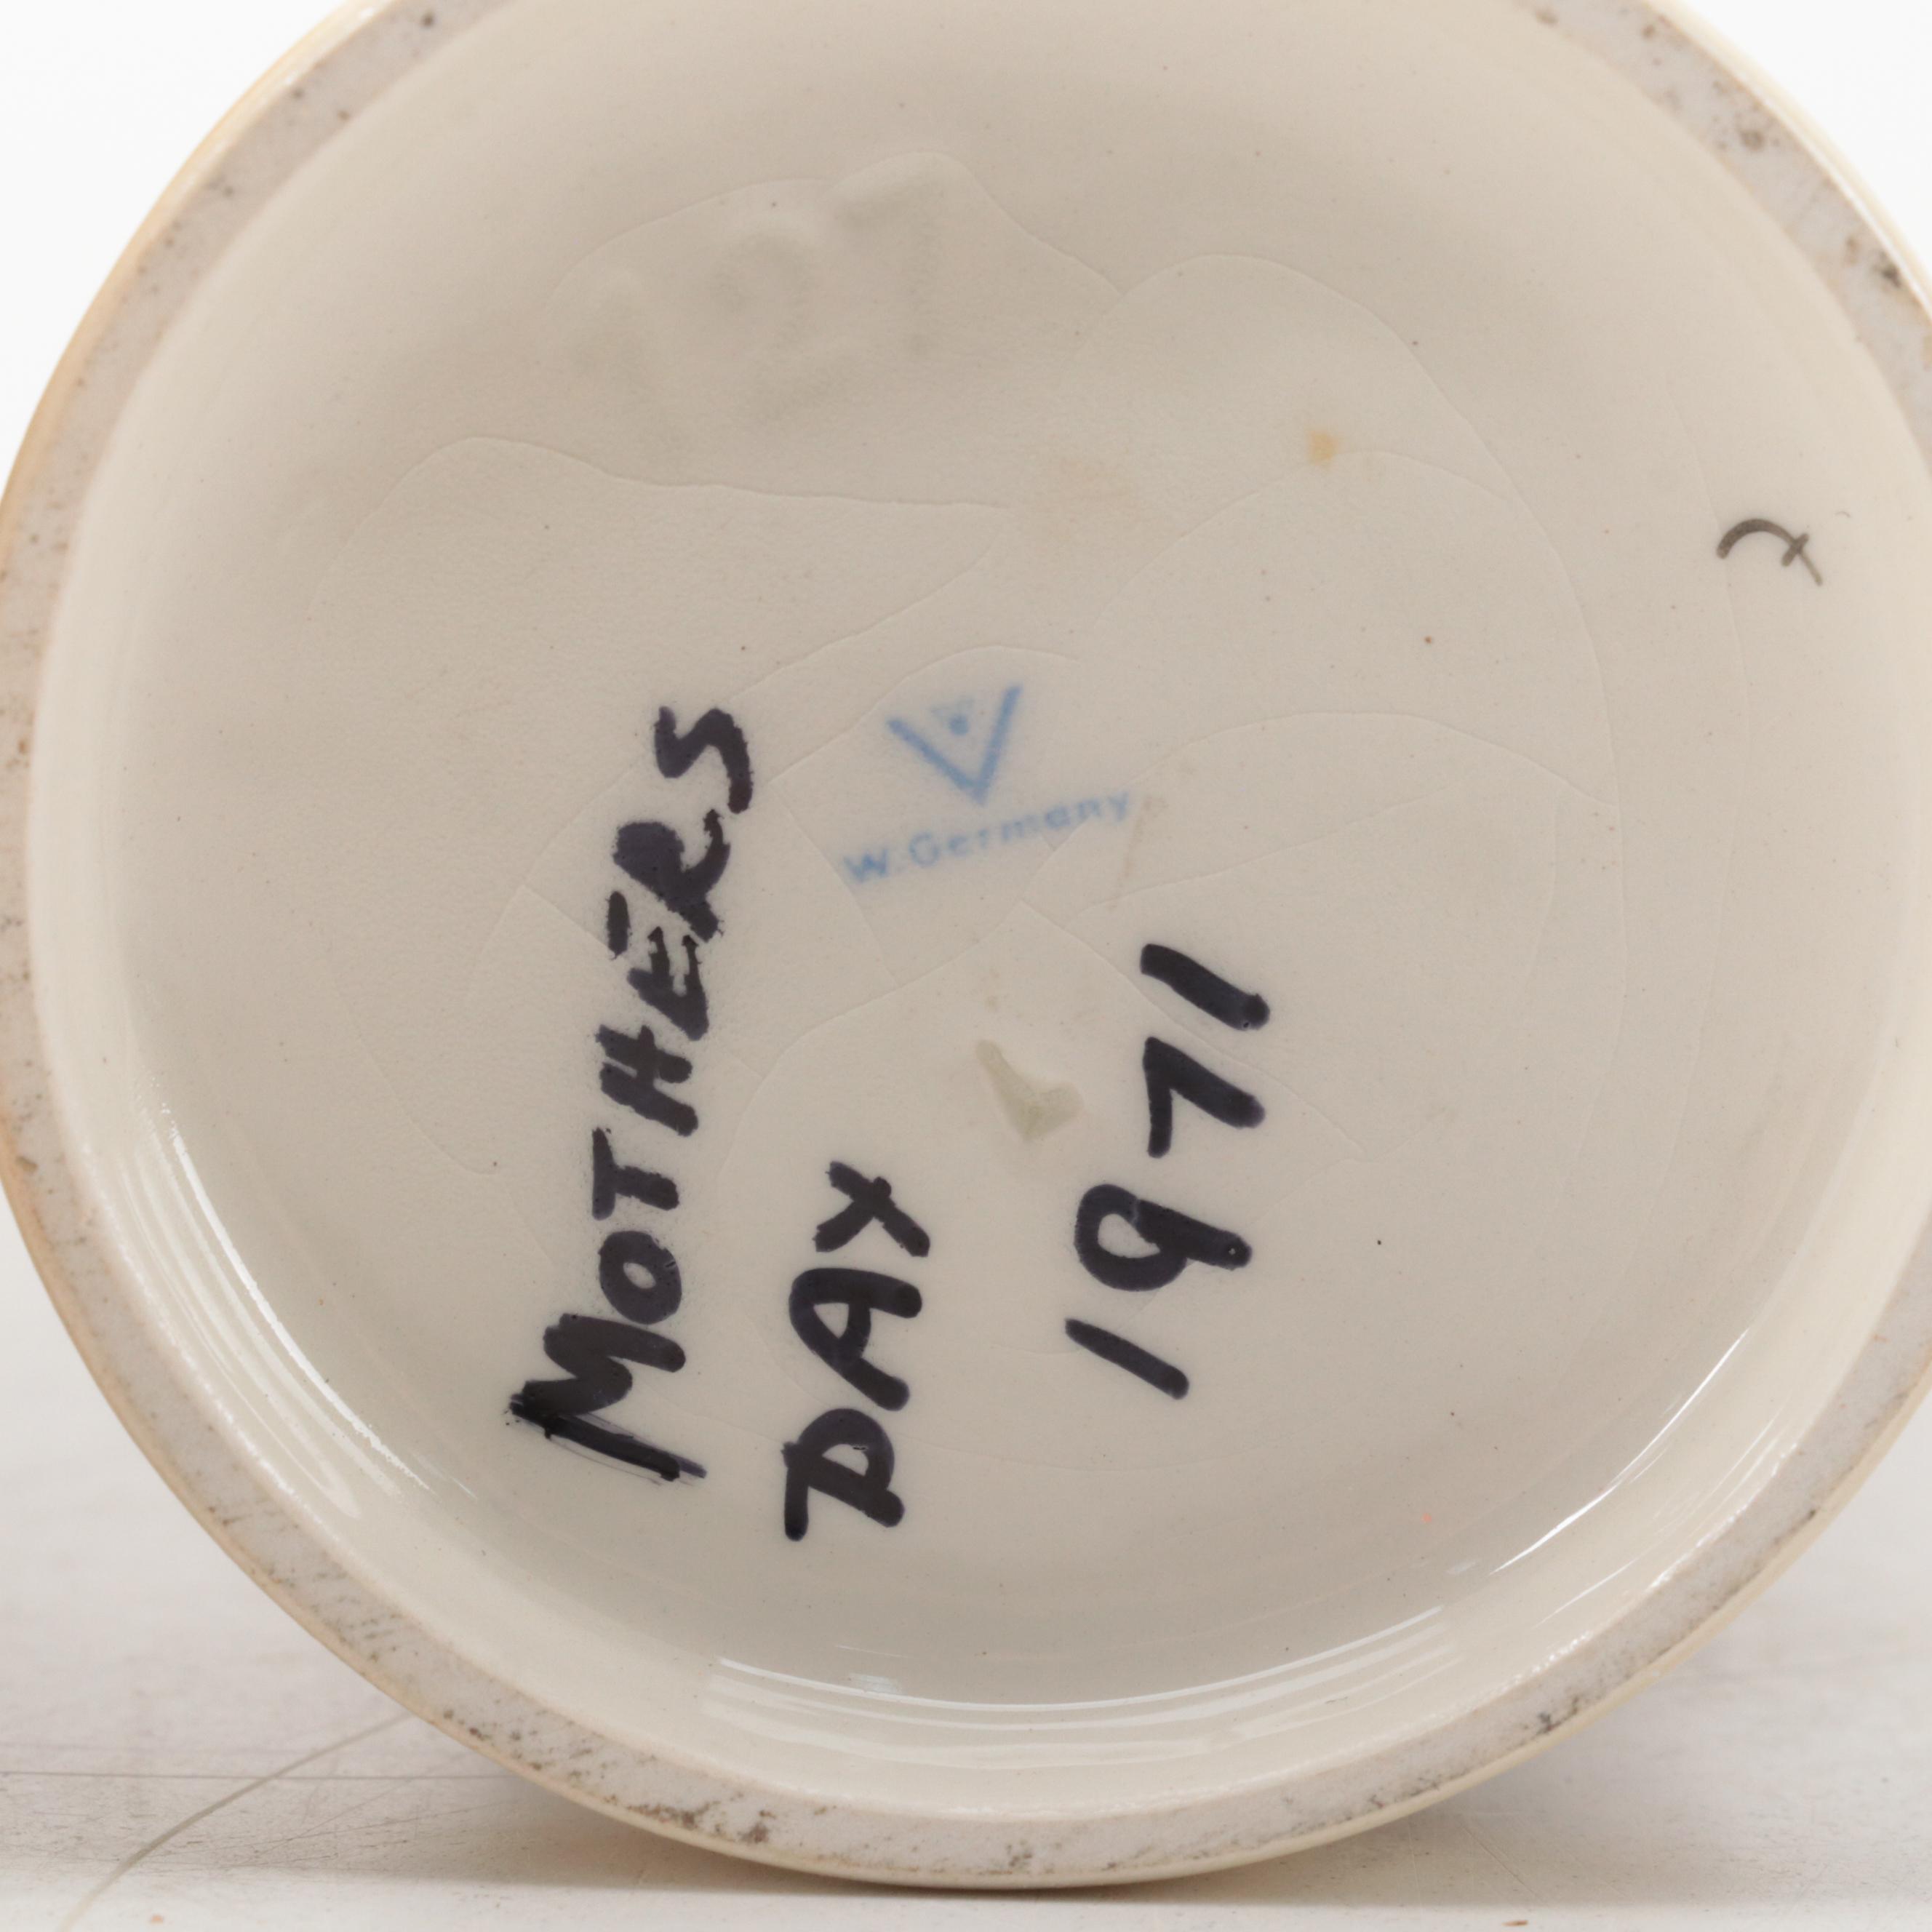 W. Germany
MOTHERS
DAY
1971